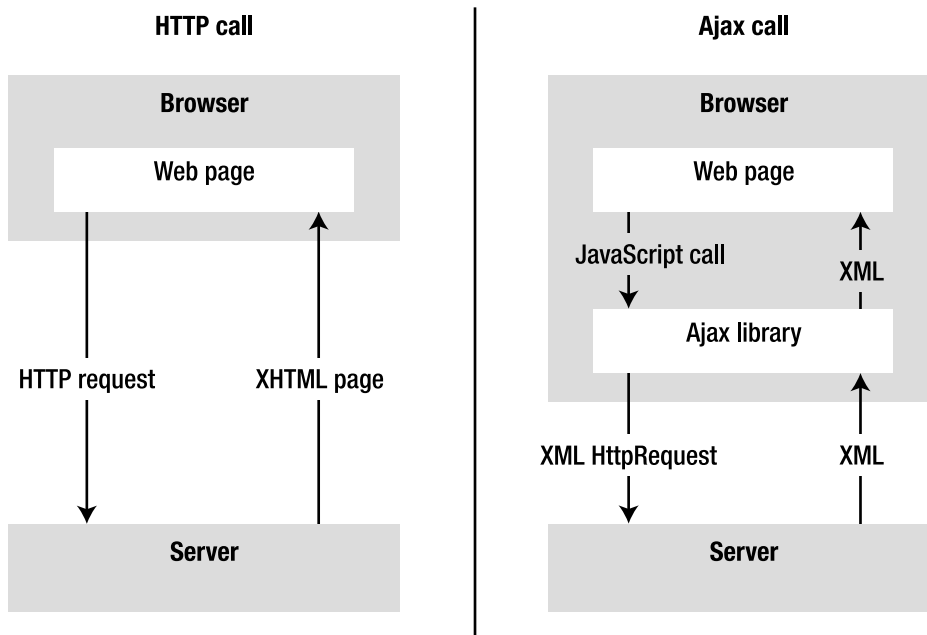 HTTP call
Browser
Web page
HTTP request
XHTML page
Server
Ajax call
Browser
Web page
JavaScript call
XML
Ajax library
XML HttpRequest
XML
Server